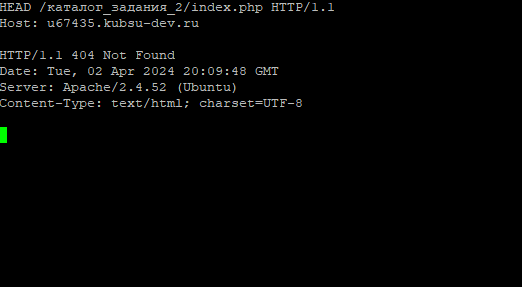 HEAD /каталог_задания_2/index.php HTTP/1.1
Host: u67435.kubsu-dev.ru
HTTP/1.1 404 Not Found
Date: Tue, 02 Apr 2024 20:09:48 GMT
Server: Apache/2.4.52 (Ubuntu)
Content-Type: text/html; charset=UTF-8